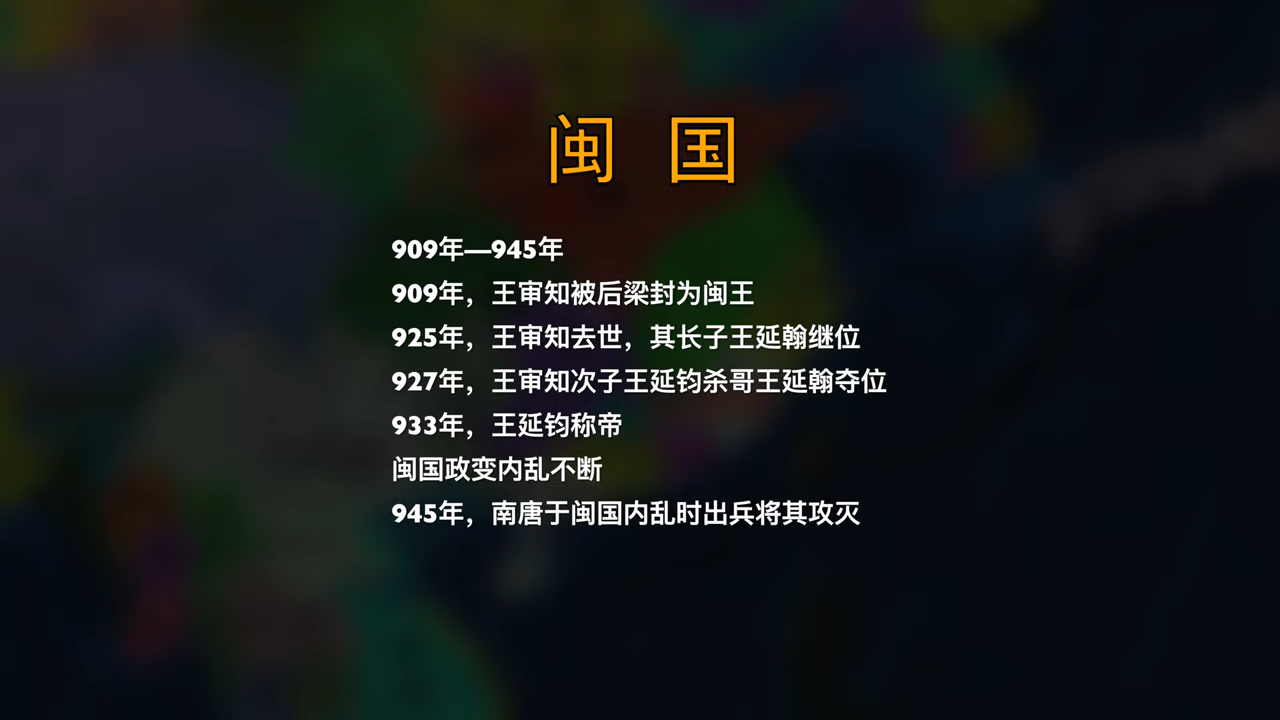 闽 国
909年—945年
909年，王审知被后梁封为闽王
925年，王审知去世，其长子王延翰继位
927年，王审知次子王延钧杀哥王延翰夺位
933年，王延钧称帝
闽国政变内乱不断
945年，南唐于闽国内乱时出兵将其攻灭